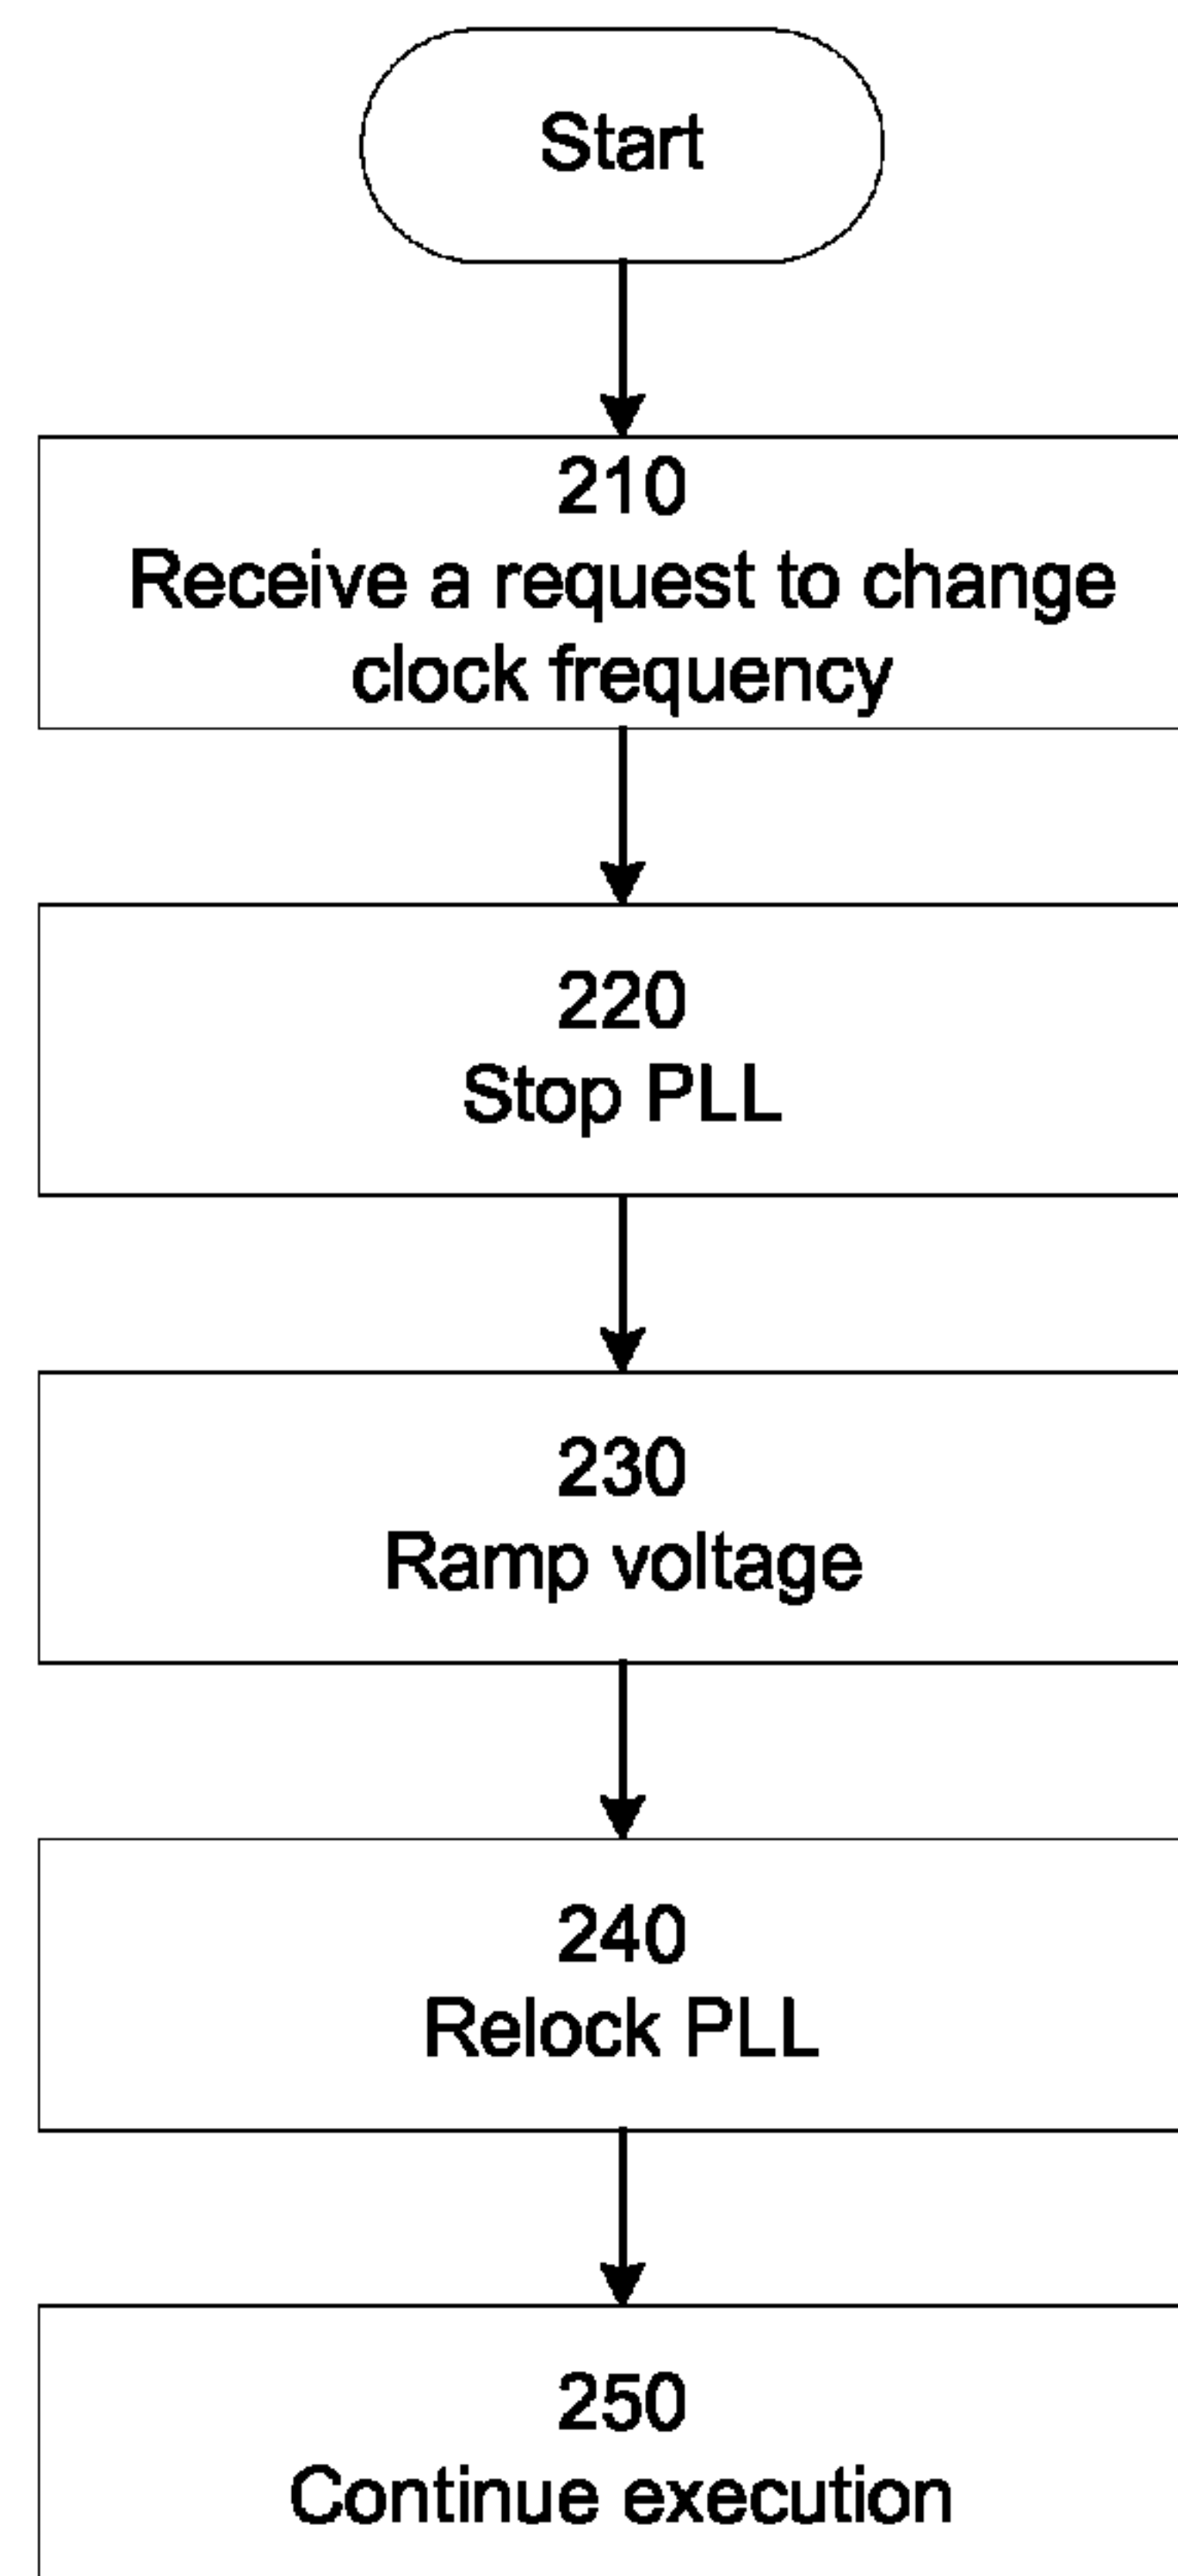 Start
210
Receive a request to change
clock frequency
220
Stop PLL
230
Ramp voltage
240
Relock PLL
250
Continue execution